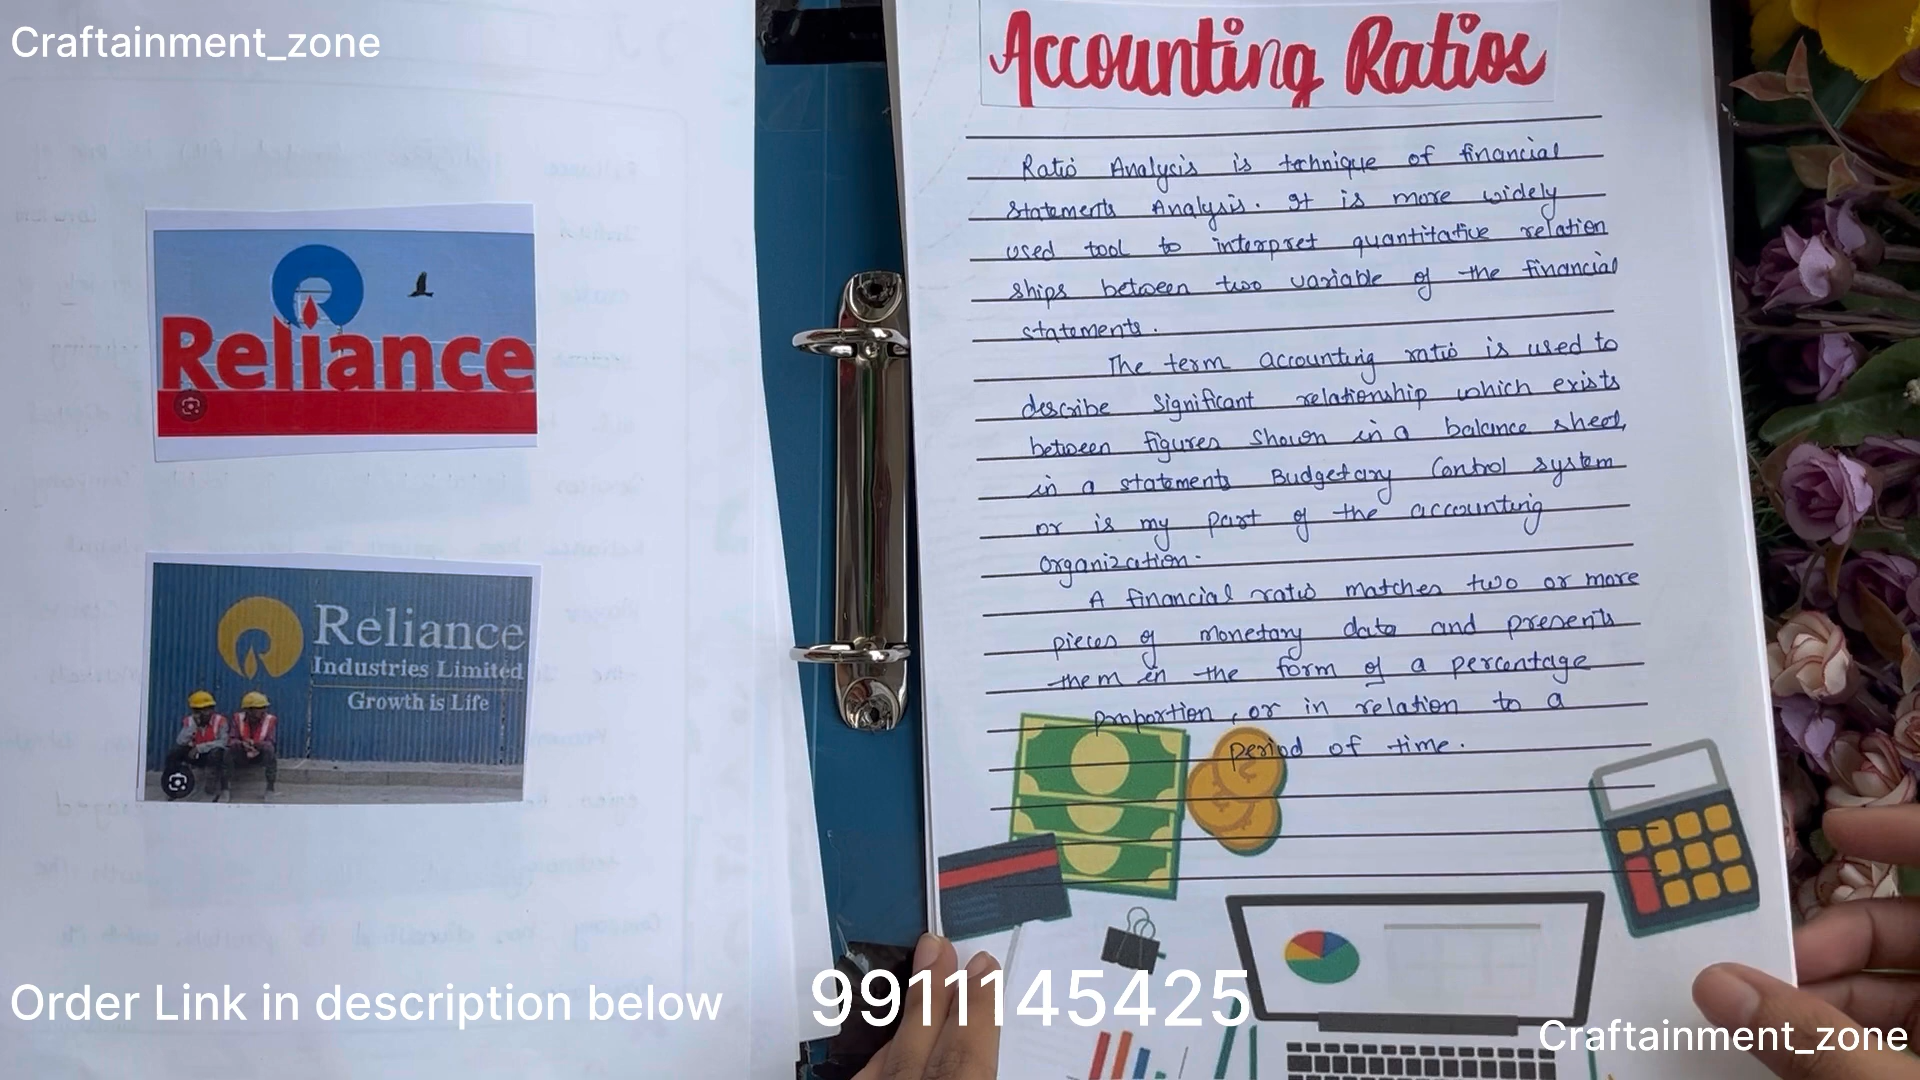 Craftainment_zone
Reliance
Reliance
Industries Limited
Growth is Life
Accounting Ratios
Ratio Analysis is technique of financial
statements Analysis. It is more widely
used tool to interpret quantitative relation
ships between two variable of the financial
statements.
The term accounting ratio is used to
describe significant relationship which exists
between figures shown in a balance sheet,
in a statements Budgetary Control system
or is my part of the accounting
organization.
A financial ratio matches two or more
pieces of monetary data and presents
them in the form of a percentage
proportion, or in relation to a
period of time.
Order Link in description below
9911145425
Craftainment_zone